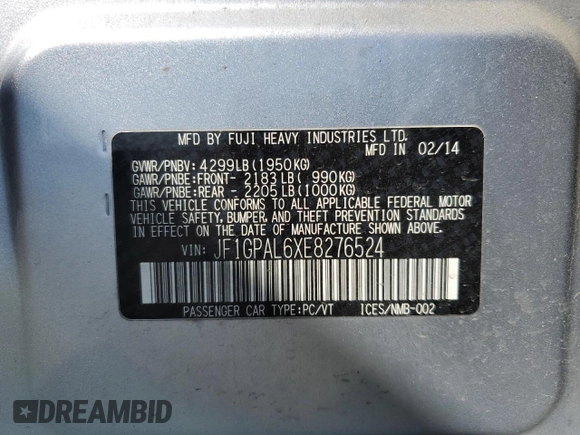 MFD BY FUJI HEAVY INDUSTRIES LTD.
MFD IN 02/14
GVWR/PNBV: 4299LB(1950KG)
GAWR/PNBE:FRONT- 2183LB( 990KG)
GAWR/PNBE:REAR - 2205LB(1000KG)
THIS VEHICLE CONFORMS TO ALL APPLICABLE FEDERAL MOTOR
VEHICLE SAFETY, BUMPER, AND THEFT PREVENTION STANDARDS
IN EFFECT ON THE DATE OF MANUFACTURE SHOWN ABOVE.
VIN: JF1GPAL6XE8276524
PASSENGER CAR TYPE:PC/VT ICES/NMB-002
DREAMBID